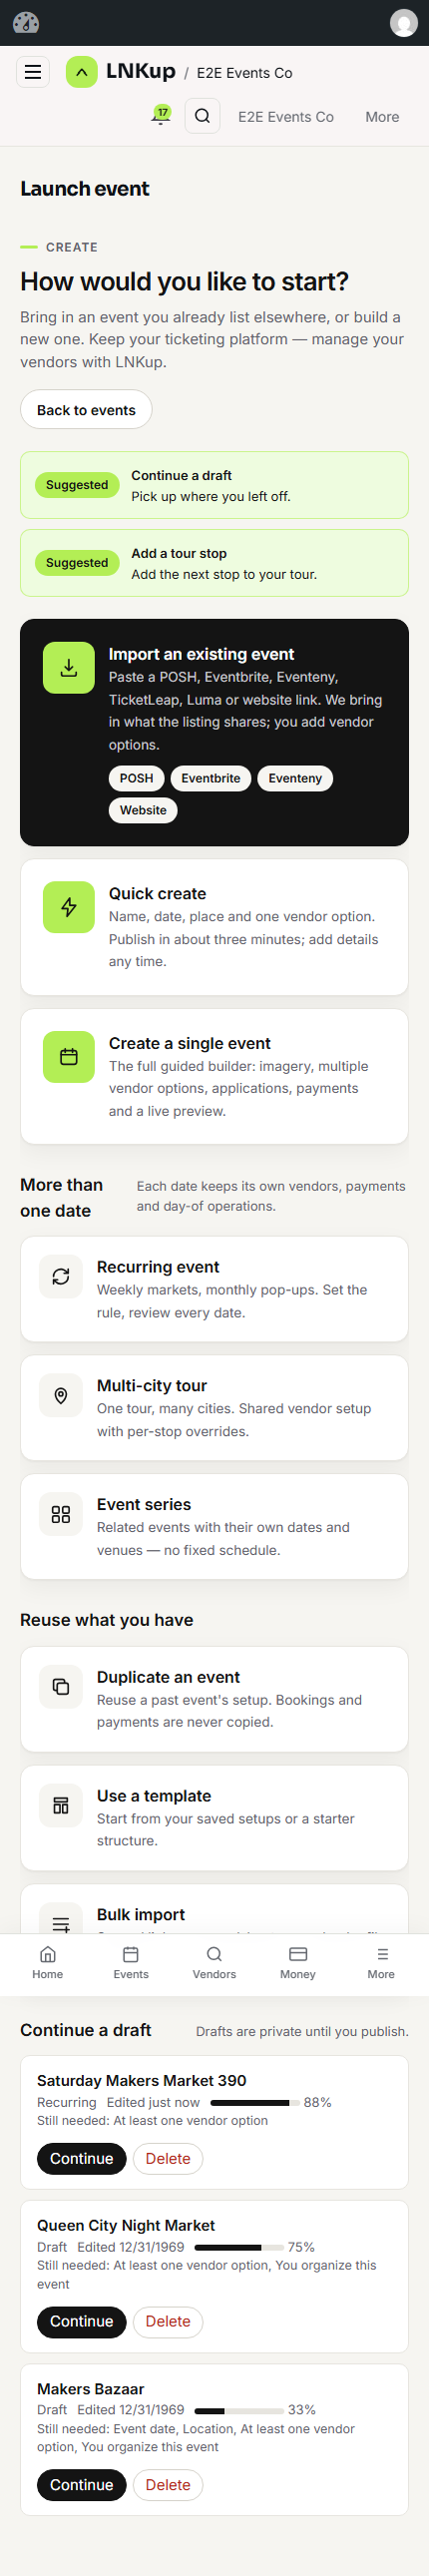 LNKup / E2E Events Co
17
E2E Events Co
More
Launch event
CREATE
How would you like to start?
Bring in an event you already list elsewhere, or build a
new one. Keep your ticketing platform — manage your
vendors with LNKup.
Back to events
Suggested
Continue a draft
Pick up where you left off.
Suggested
Add a tour stop
Add the next stop to your tour.
Import an existing event
Paste a POSH, Eventbrite, Eventeny,
TicketLeap, Luma or website link. We bring
in what the listing shares; you add vendor
options.
POSH
Eventbrite
Eventeny
Website
Quick create
Name, date, place and one vendor option.
Publish in about three minutes; add details
any time.
Create a single event
The full guided builder: imagery, multiple
vendor options, applications, payments
and a live preview.
More than
one date
Each date keeps its own vendors, payments
and day-of operations.
Recurring event
Weekly markets, monthly pop-ups. Set the
rule, review every date.
Multi-city tour
One tour, many cities. Shared vendor setup
with per-stop overrides.
Event series
Related events with their own dates and
venues — no fixed schedule.
Reuse what you have
Duplicate an event
Reuse a past event's setup. Bookings and
payments are never copied.
Use a template
Start from your saved setups or a starter
structure.
Bulk import
Home
Events
Vendors
Money
More
Continue a draft
Drafts are private until you publish.
Saturday Makers Market 390
Recurring Edited just now 88%
Still needed: At least one vendor option
Continue
Delete
Queen City Night Market
Draft Edited 12/31/1969 75%
Still needed: At least one vendor option, You organize this
event
Continue
Delete
Makers Bazaar
Draft Edited 12/31/1969 33%
Still needed: Event date, Location, At least one vendor
option, You organize this event
Continue
Delete